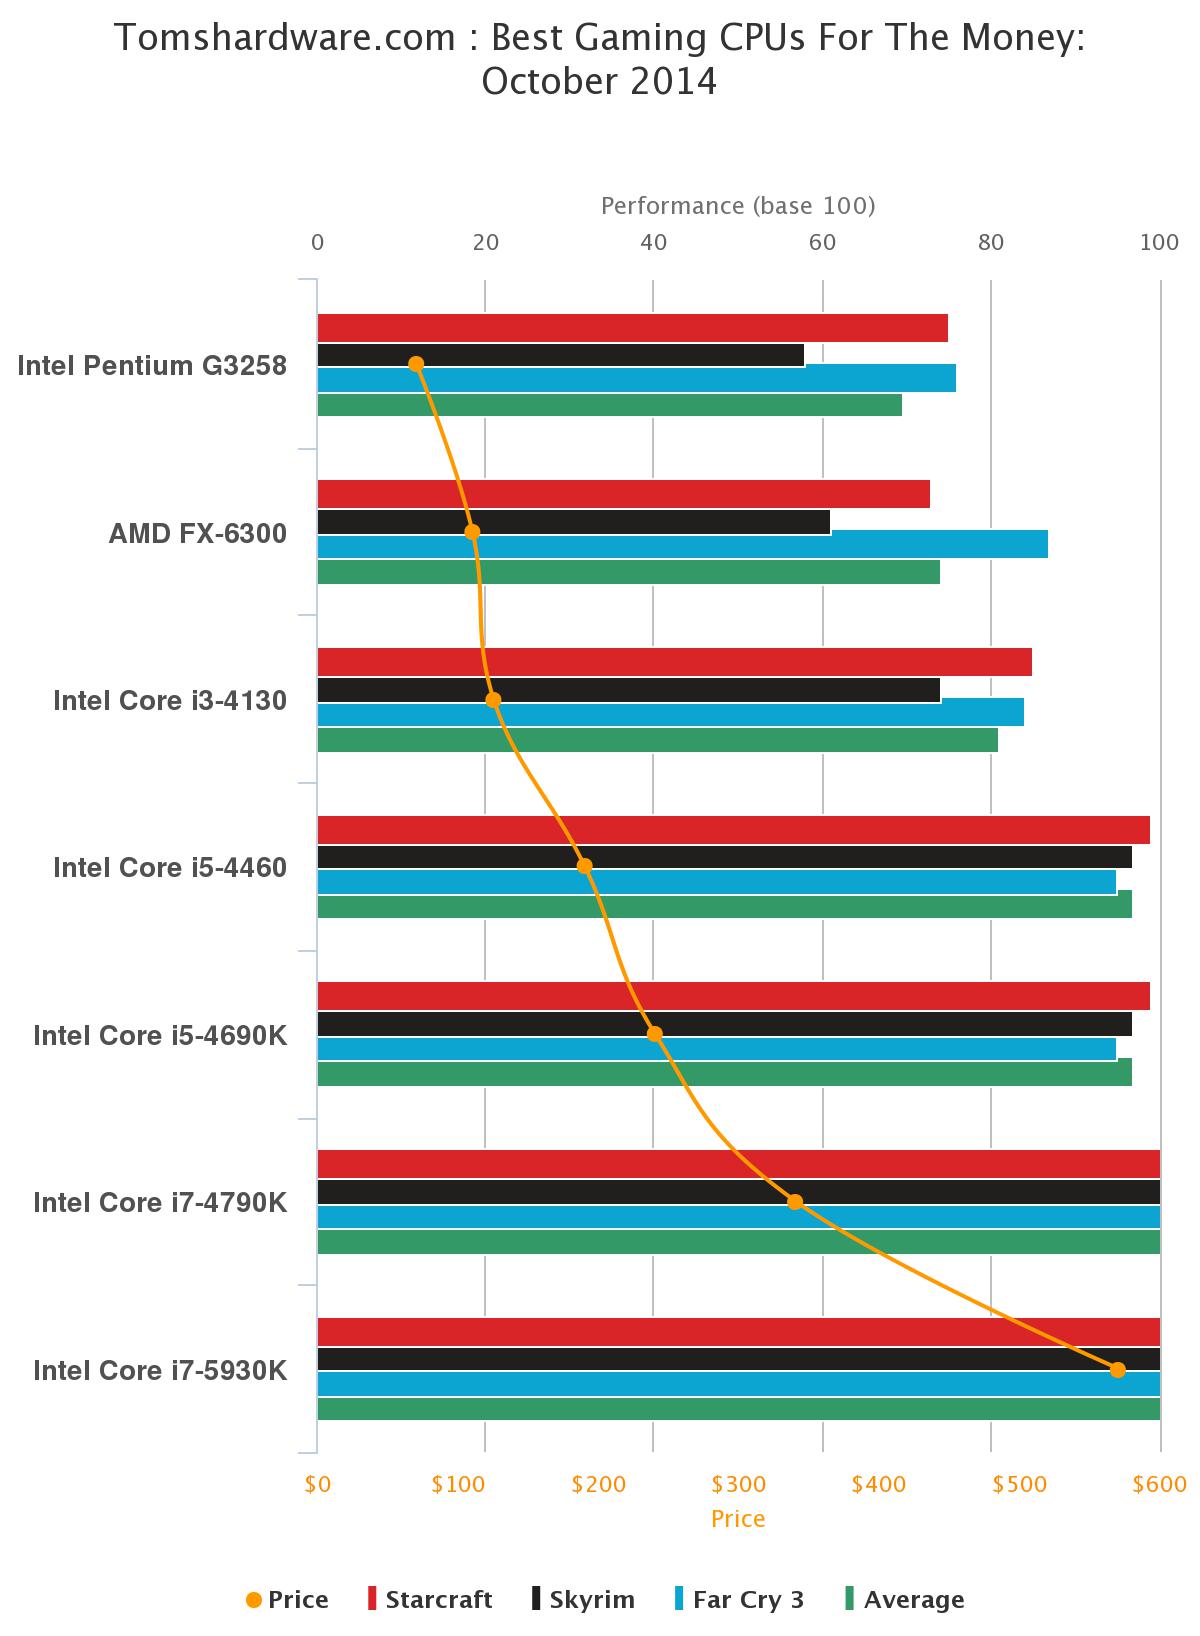 Tomshardware.com : Best Gaming CPUs For The Money:
October 2014
Performance (base 100)
0 20 40 60 80 100
Intel Pentium G3258
AMD FX-6300
Intel Core i3-4130
Intel Core i5-4460
Intel Core i5-4690K
Intel Core i7-4790K
Intel Core i7-5930K
$0 $100 $200 $300 $400 $500 $600
Price
Price Starcraft Skyrim Far Cry 3 Average